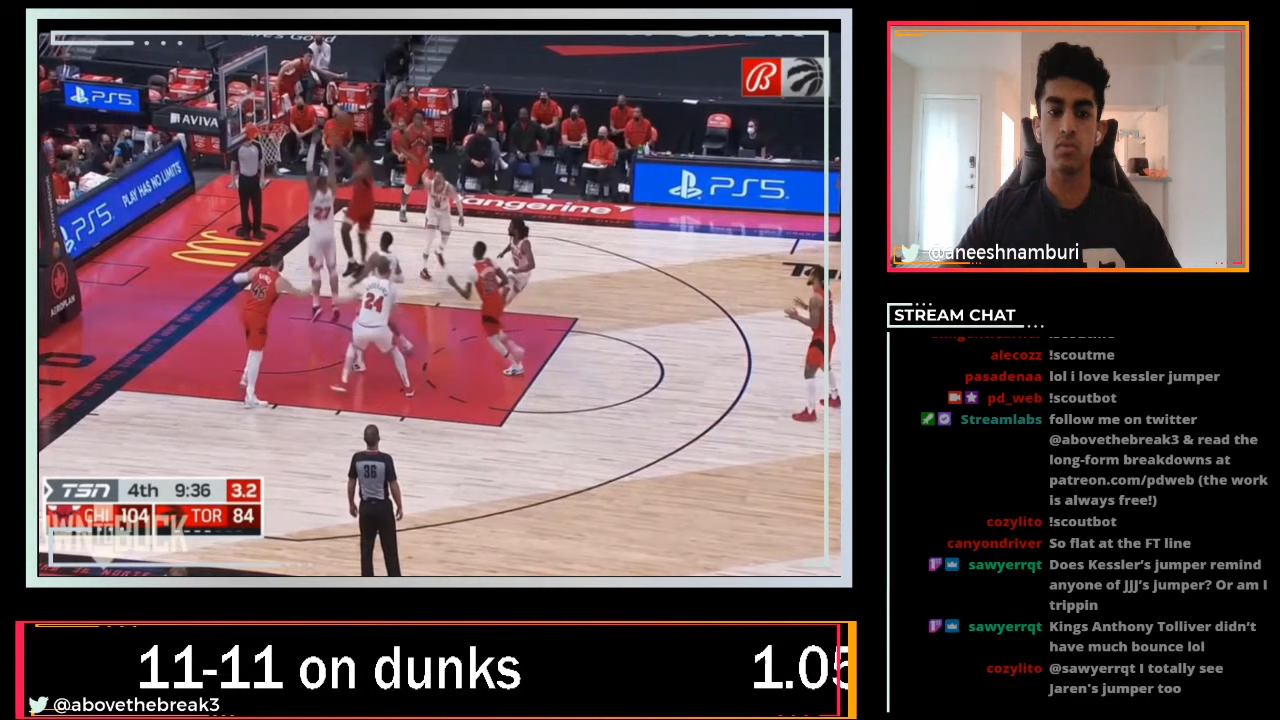 B
PS5
AVIVA
PS5 PLAY HAS NO LIMITS
PS5
Tangerine
27
24
36
AEROPLAN
TSN 4th 9:36 3.2
CHI 104 TOR 84
11-11 on dunks
1.05
@abovethebreak3
@aneeshnamburi
STREAM CHAT
alecozz !scoutme
pasadenaa lol i love kessler jumper
pd_web !scoutbot
Streamlabs follow me on twitter
@abovethebreak3 & read the
long-form breakdowns at
patreon.com/pdweb (the work
is always free!)
cozylito !scoutbot
canyondriver So flat at the FT line
sawyerrqt Does Kessler’s jumper remind
anyone of JJJ’s jumper? Or am I
trippin
sawyerrqt Kings Anthony Tolliver didn’t
have much bounce lol
cozylito @sawyerrqt I totally see
Jaren's jumper too